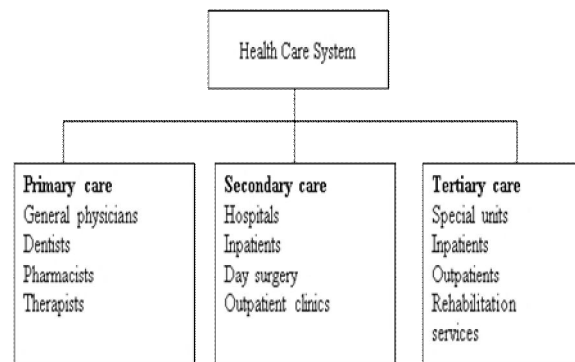 Health Care System
Primary care
General physicians
Dentists
Pharmacists
Therapists
Secondary care
Hospitals
Inpatients
Day surgery
Outpatient clinics
Tertiary care
Special units
Inpatients
Outpatients
Rehabilitation
services